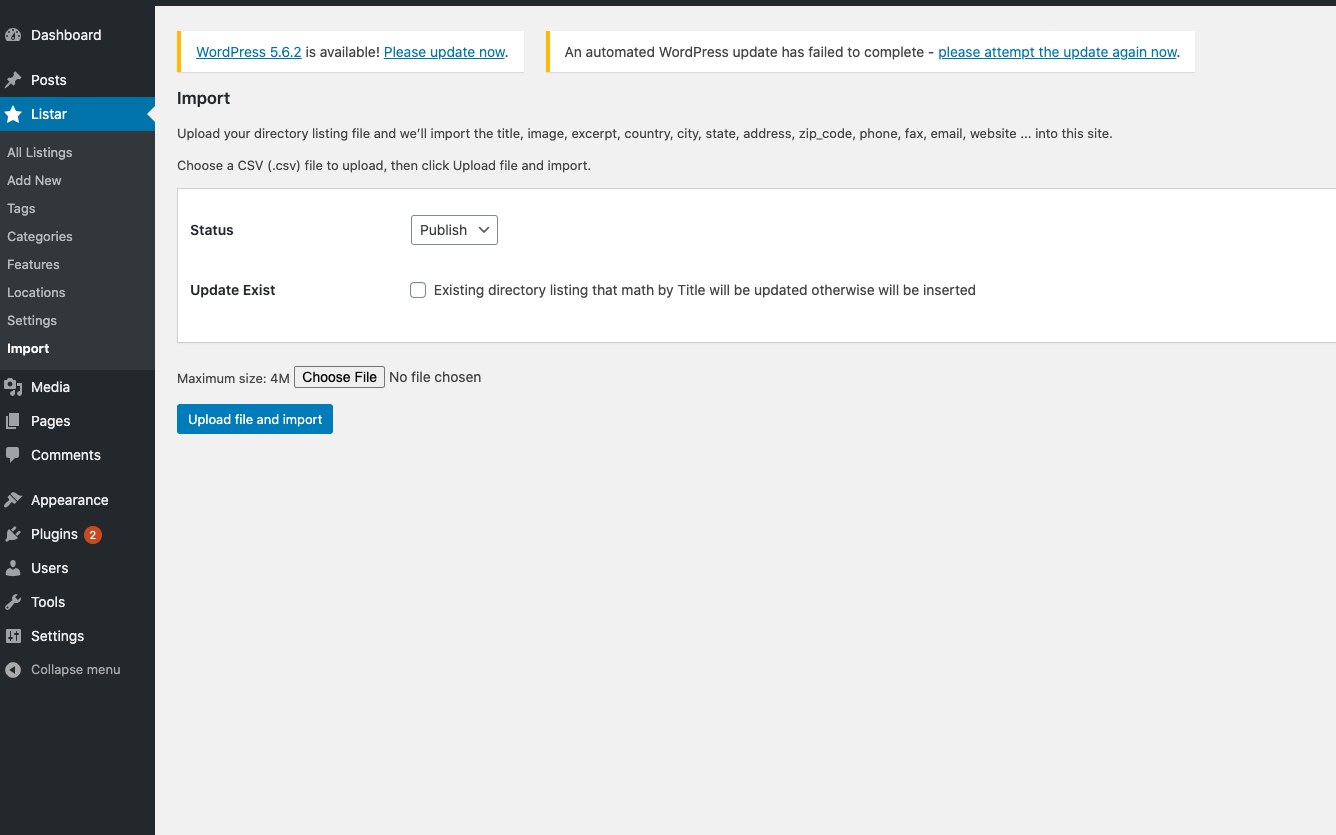 Dashboard
Posts
Listar
All Listings
Add New
Tags
Categories
Features
Locations
Settings
Import
Media
Pages
Comments
Appearance
Plugins 2
Users
Tools
Settings
Collapse menu
WordPress 5.6.2 is available! Please update now.
An automated WordPress update has failed to complete - please attempt the update again now.
Import
Upload your directory listing file and we’ll import the title, image, excerpt, country, city, state, address, zip_code, phone, fax, email, website ... into this site.
Choose a CSV (.csv) file to upload, then click Upload file and import.
Status Publish
Update Exist Existing directory listing that math by Title will be updated otherwise will be inserted
Maximum size: 4M Choose File No file chosen
Upload file and import